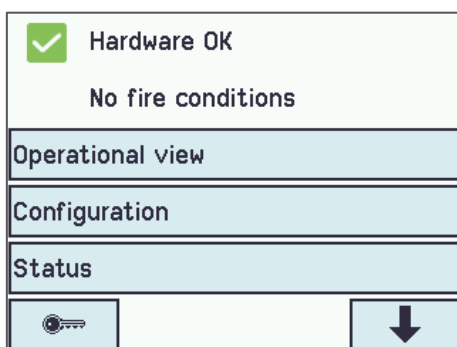 Hardware OK
No fire conditions
Operational view
Configuration
Status